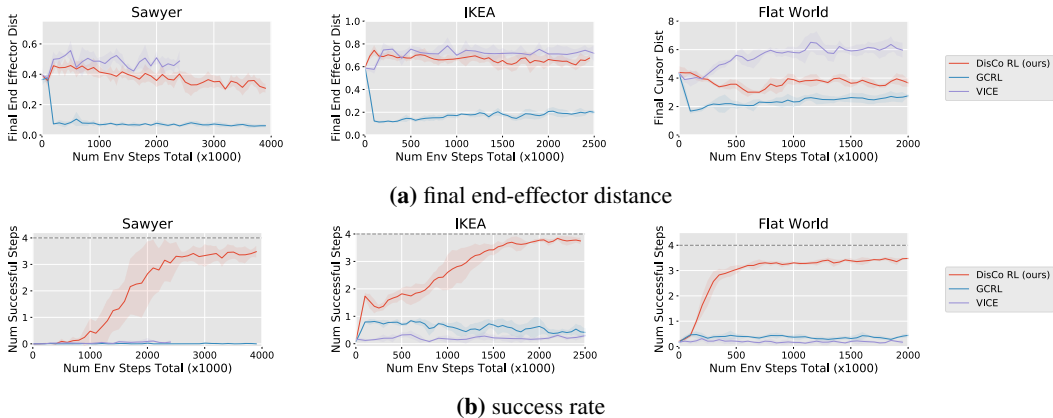 Sawyer
IKEA
Flat World
Final End Effector Dist
0.6
0.4
0.2
0.0
0 1000 2000 3000 4000
Num Env Steps Total (x1000)
Final End Effector Dist
1.0
0.8
0.6
0.4
0.2
0.0
0 500 1000 1500 2000 2500
Num Env Steps Total (x1000)
Final Cursor Dist
8
6
4
2
0
0 500 1000 1500 2000
Num Env Steps Total (x1000)
DisCo RL (ours)
GCRL
VICE
(a) final end-effector distance
Sawyer
IKEA
Flat World
Num Successful Steps
4
3
2
1
0
0 1000 2000 3000 4000
Num Env Steps Total (x1000)
Num Successful Steps
4
3
2
1
0
0 500 1000 1500 2000 2500
Num Env Steps Total (x1000)
Num Successful Steps
4
3
2
1
0
0 500 1000 1500 2000
Num Env Steps Total (x1000)
DisCo RL (ours)
GCRL
VICE
(b) success rate